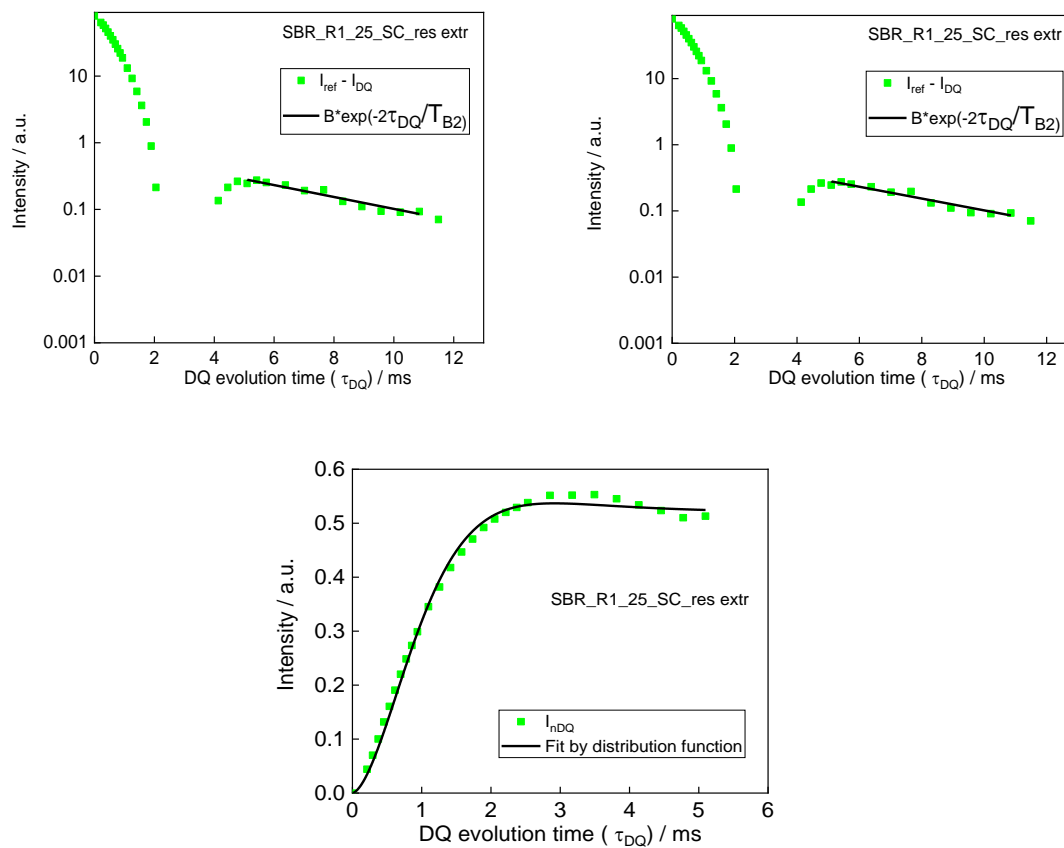 SBR_R1_25_SC_res extr
I_ref - I_DQ
B*exp(-2τ_DQ/T_B2)
Intensity / a.u.
10
1
0.1
0.01
0.001
0 2 4 6 8 10 12
DQ evolution time ( τ_DQ) / ms
SBR_R1_25_SC_res extr
I_ref - I_DQ
B*exp(-2τ_DQ/T_B2)
Intensity / a.u.
10
1
0.1
0.01
0.001
0 2 4 6 8 10 12
DQ evolution time ( τ_DQ) / ms
0.6
0.5
0.4
0.3
0.2
0.1
0.0
Intensity / a.u.
SBR_R1_25_SC_res extr
I_nDQ
Fit by distribution function
0 1 2 3 4 5 6
DQ evolution time ( τ_DQ) / ms